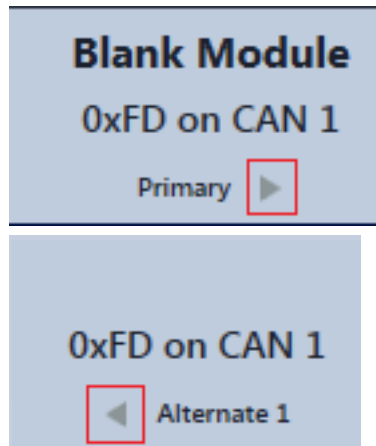 Blank Module
0xFD on CAN 1
Primary
0xFD on CAN 1
Alternate 1